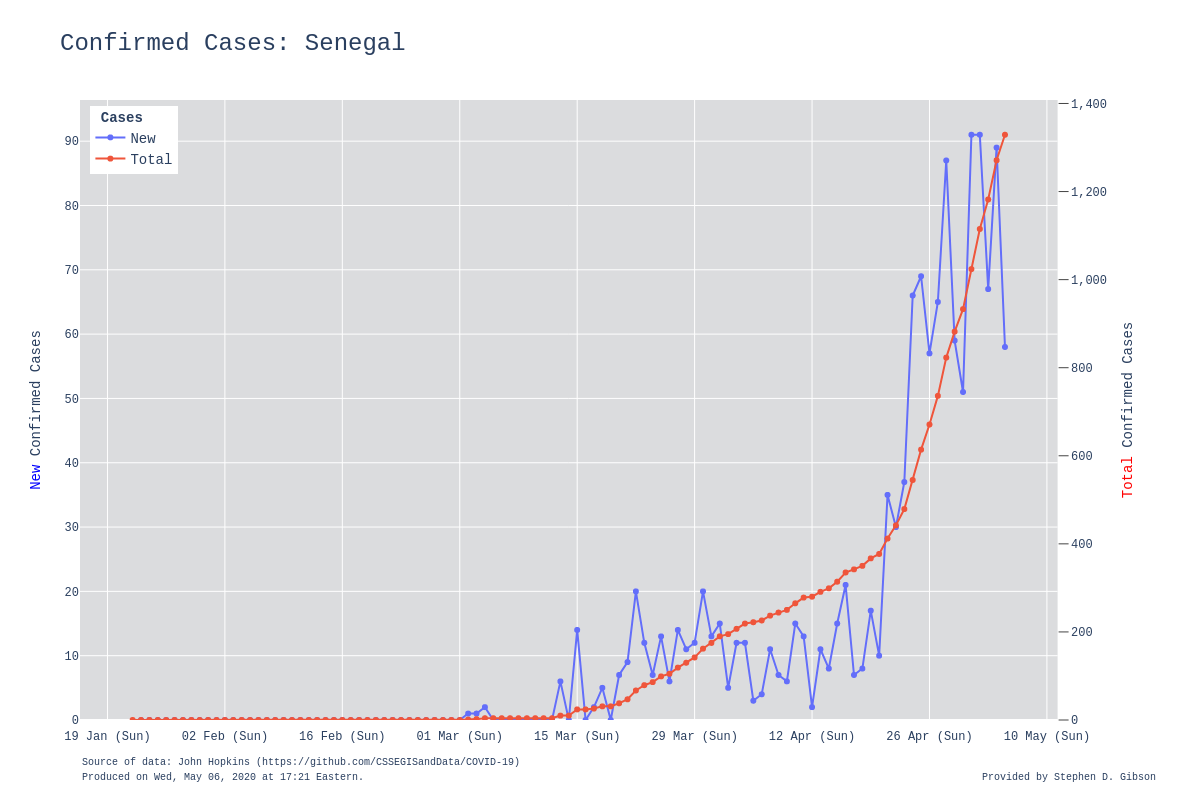 Confirmed Cases: Senegal
Cases
New
Total
90
80
70
60
50
40
30
20
10
0
1,400
1,200
1,000
800
600
400
200
0
New Confirmed Cases
Total Confirmed Cases
19 Jan (Sun) 02 Feb (Sun) 16 Feb (Sun) 01 Mar (Sun) 15 Mar (Sun) 29 Mar (Sun) 12 Apr (Sun) 26 Apr (Sun) 10 May (Sun)
Source of data: John Hopkins (https://github.com/CSSEGISandData/COVID-19)
Produced on Wed, May 06, 2020 at 17:21 Eastern.
Provided by Stephen D. Gibson